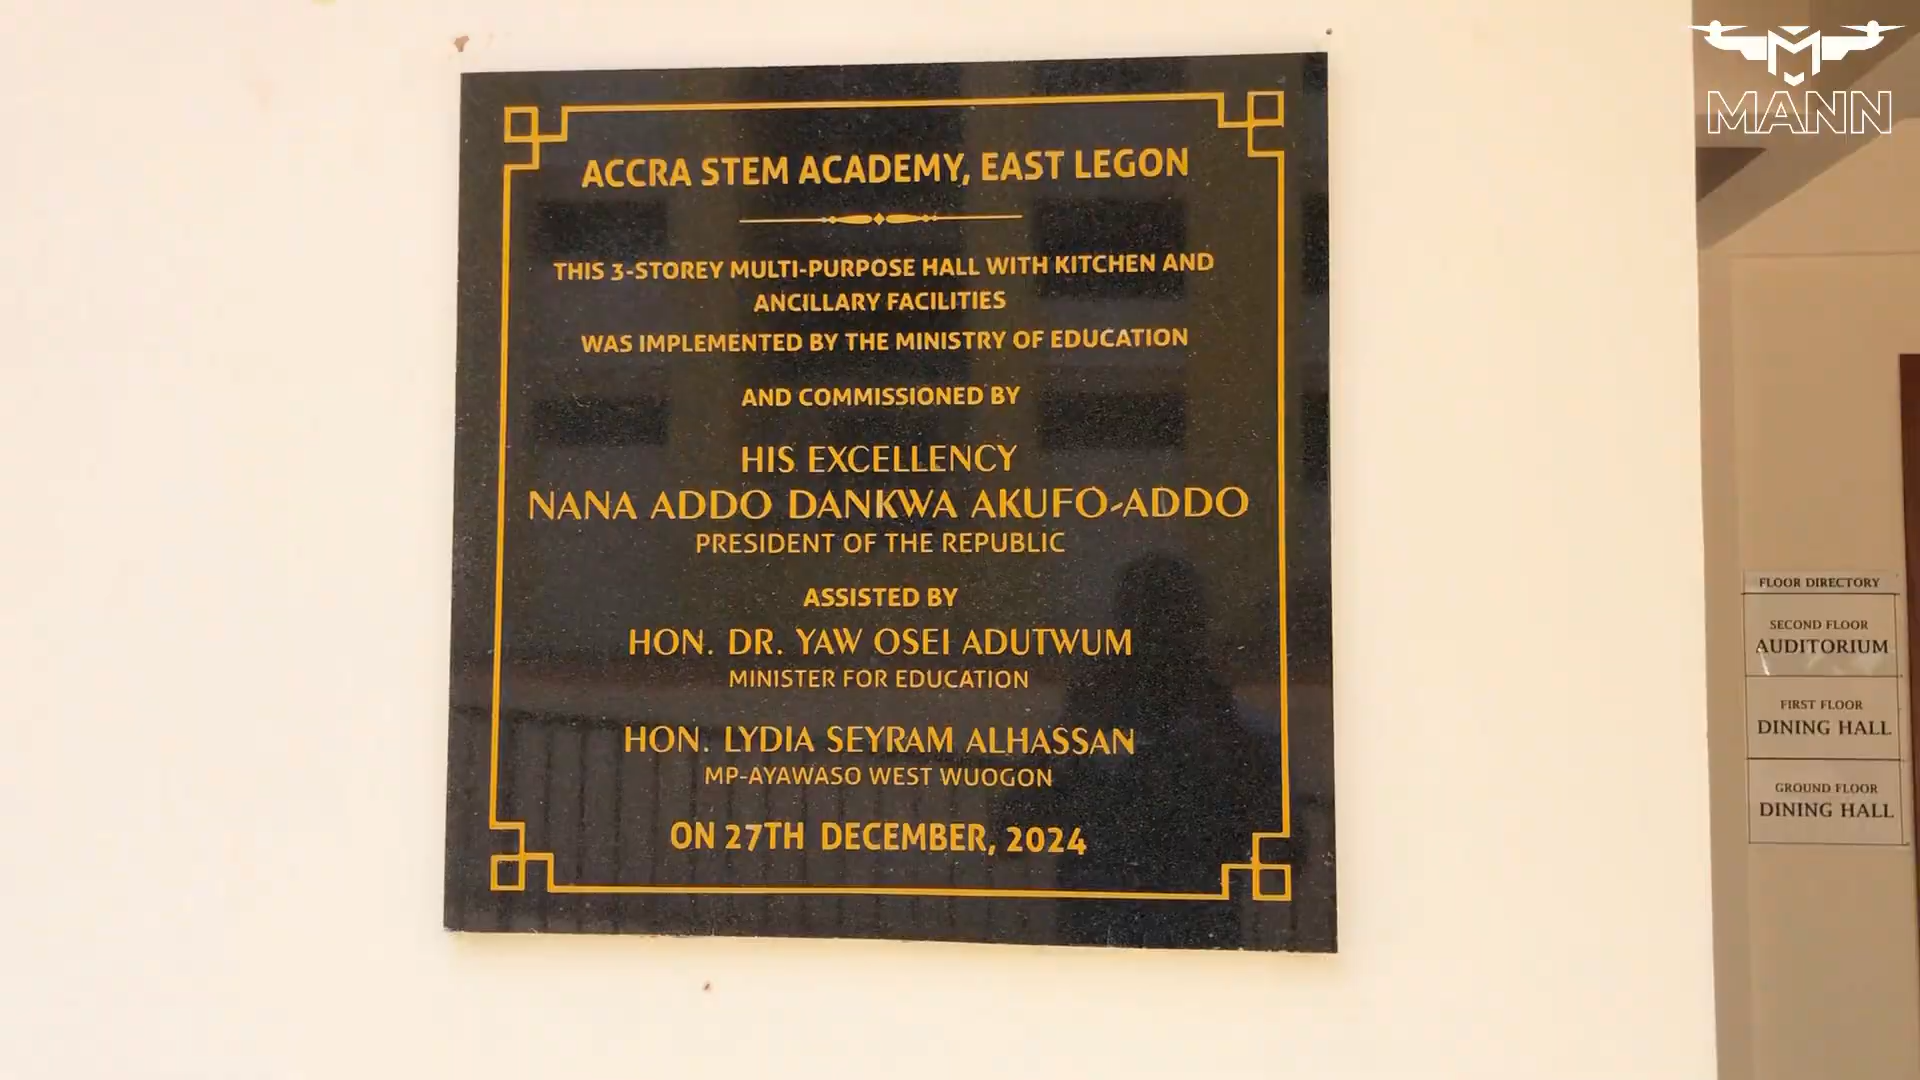 ACCRA STEM ACADEMY, EAST LEGON
THIS 3-STOREY MULTI-PURPOSE HALL WITH KITCHEN AND
ANCILLARY FACILITIES
WAS IMPLEMENTED BY THE MINISTRY OF EDUCATION
AND COMMISSIONED BY
HIS EXCELLENCY
NANA ADDO DANKWA AKUFO-ADDO
PRESIDENT OF THE REPUBLIC
ASSISTED BY
HON. DR. YAW OSEI ADUTWUM
MINISTER FOR EDUCATION
HON. LYDIA SEYRAM ALHASSAN
MP-AYAWASO WEST WUOGON
ON 27TH DECEMBER, 2024
MANN
FLOOR DIRECTORY
SECOND FLOOR
AUDITORIUM
FIRST FLOOR
DINING HALL
GROUND FLOOR
DINING HALL